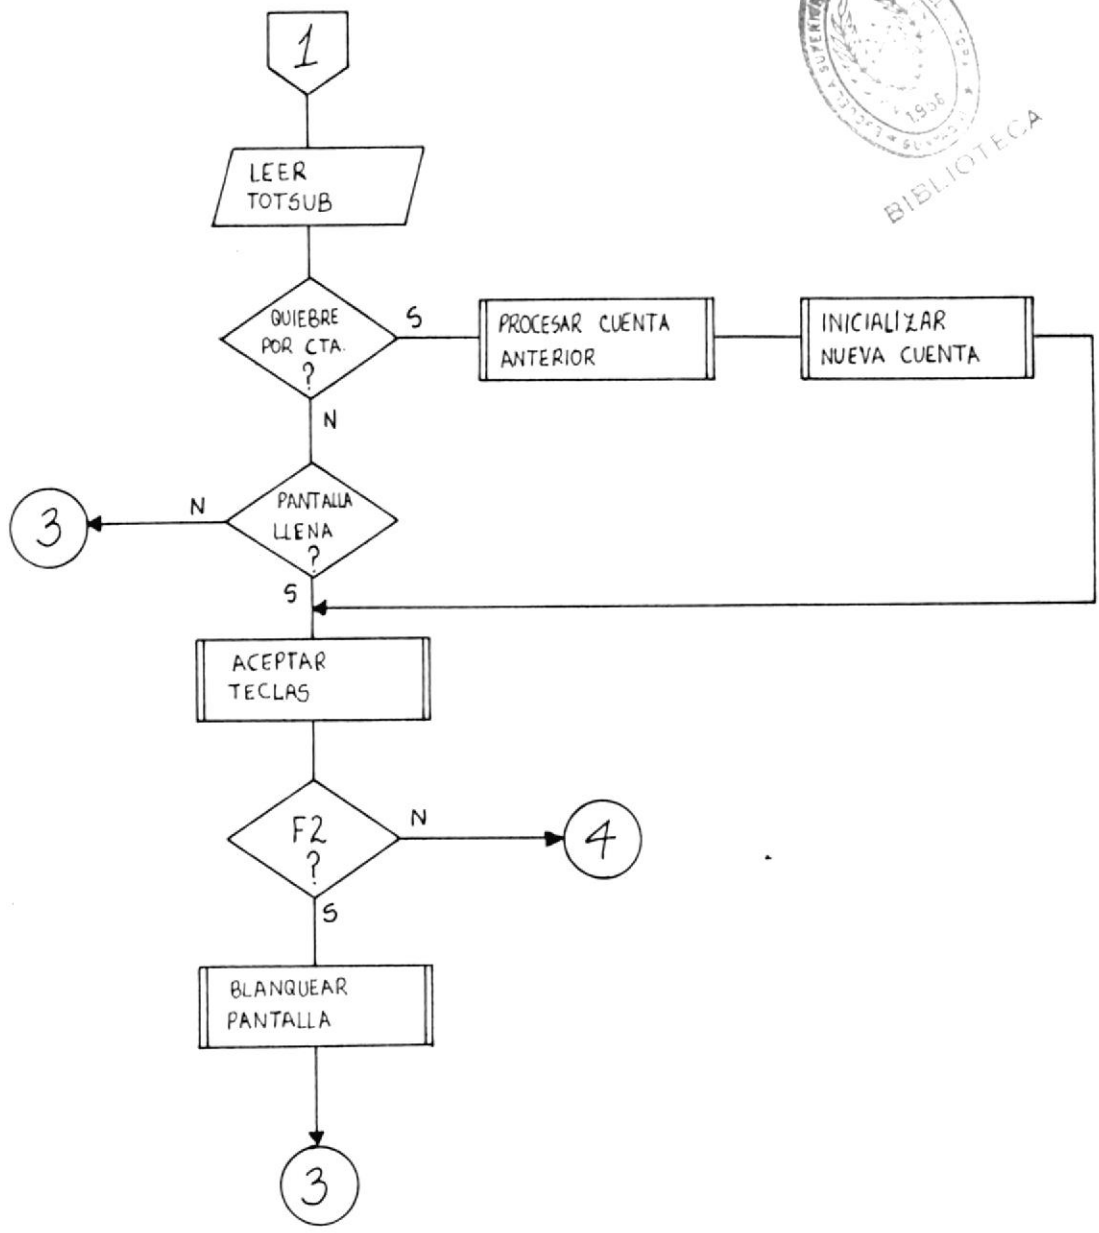 1
LEER
TOTSUB
QUIEBRE
POR CTA.
?
S
PROCESAR CUENTA
ANTERIOR
INICIALIZAR
NUEVA CUENTA
N
PANTALLA
LLENA
?
N
3
S
ACEPTAR
TECLAS
F2
?
N
4
S
BLANQUEAR
PANTALLA
3
1956
BIBLIOTECA